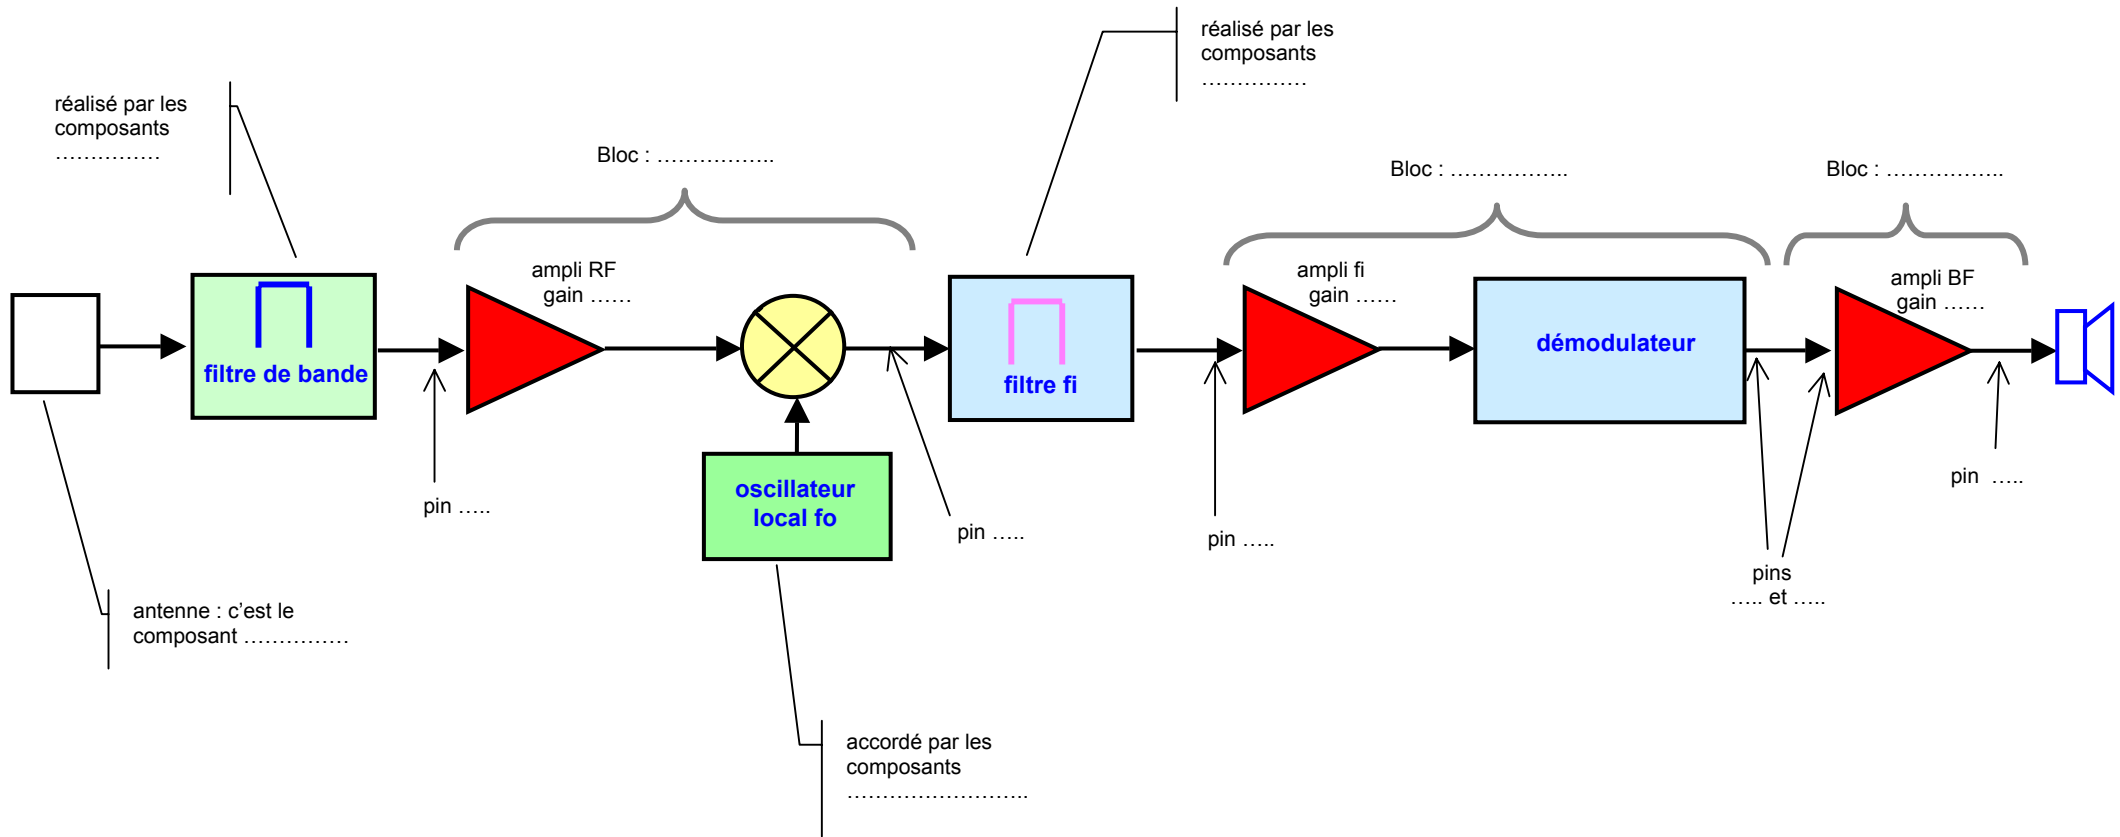 réalisé par les
composants
……………
réalisé par les
composants
……………
Bloc : ……………..
Bloc : ……………..
Bloc : ……………..
ampli RF
gain ……
ampli fi
gain ……
ampli BF
gain ……
filtre de bande
filtre fi
démodulateur
oscillateur
local fo
pin …..
pin …..
pin …..
pins
….. et …..
pin …..
antenne : c’est le
composant ……………
accordé par les
composants
……………………..